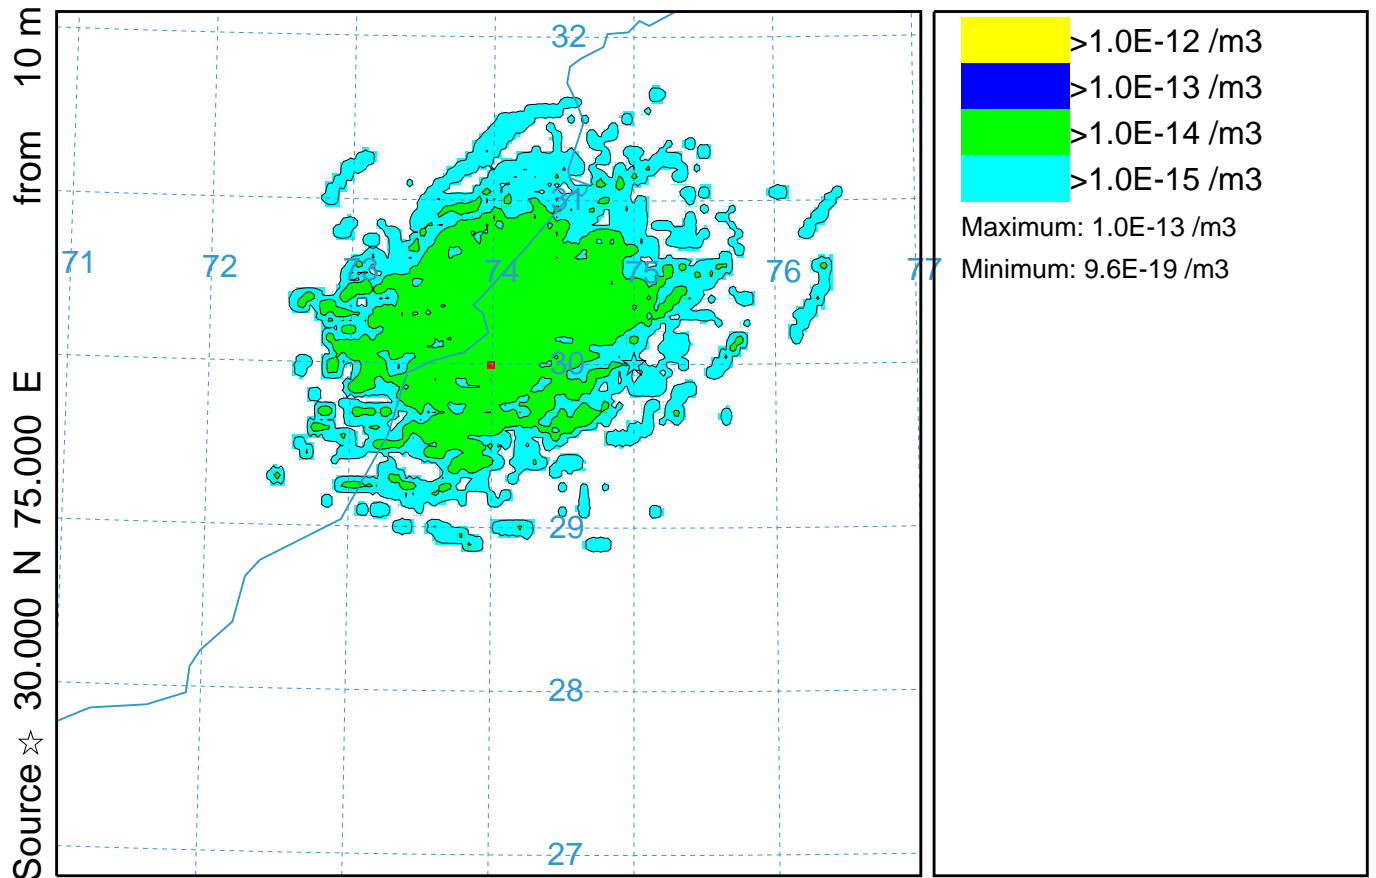 Source ☆ 30.000 N 75.000 E from 10 m
32
31
71
72
73
74
75
76
77
30
29
28
27
>1.0E-12 /m3
>1.0E-13 /m3
>1.0E-14 /m3
>1.0E-15 /m3
Maximum: 1.0E-13 /m3
Minimum: 9.6E-19 /m3